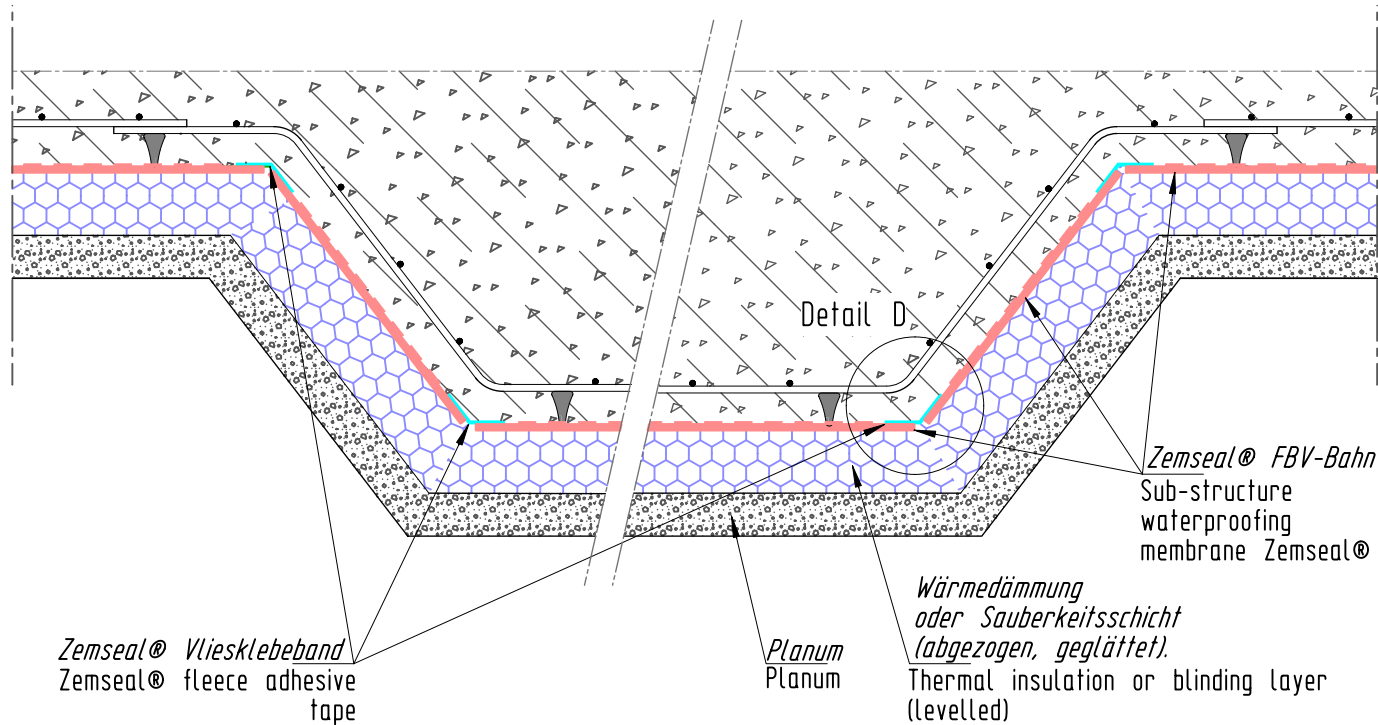 Detail D
Zemseal® FBV-Bahn
Sub-structure
waterproofing
membrane Zemseal®
Wärmedämmung
oder Sauberkeitsschicht
(abgezogen, geglättet).
Thermal insulation or blinding layer
(levelled)
Planum
Planum
Zemseal® Vliesklebeband
Zemseal® fleece adhesive
tape